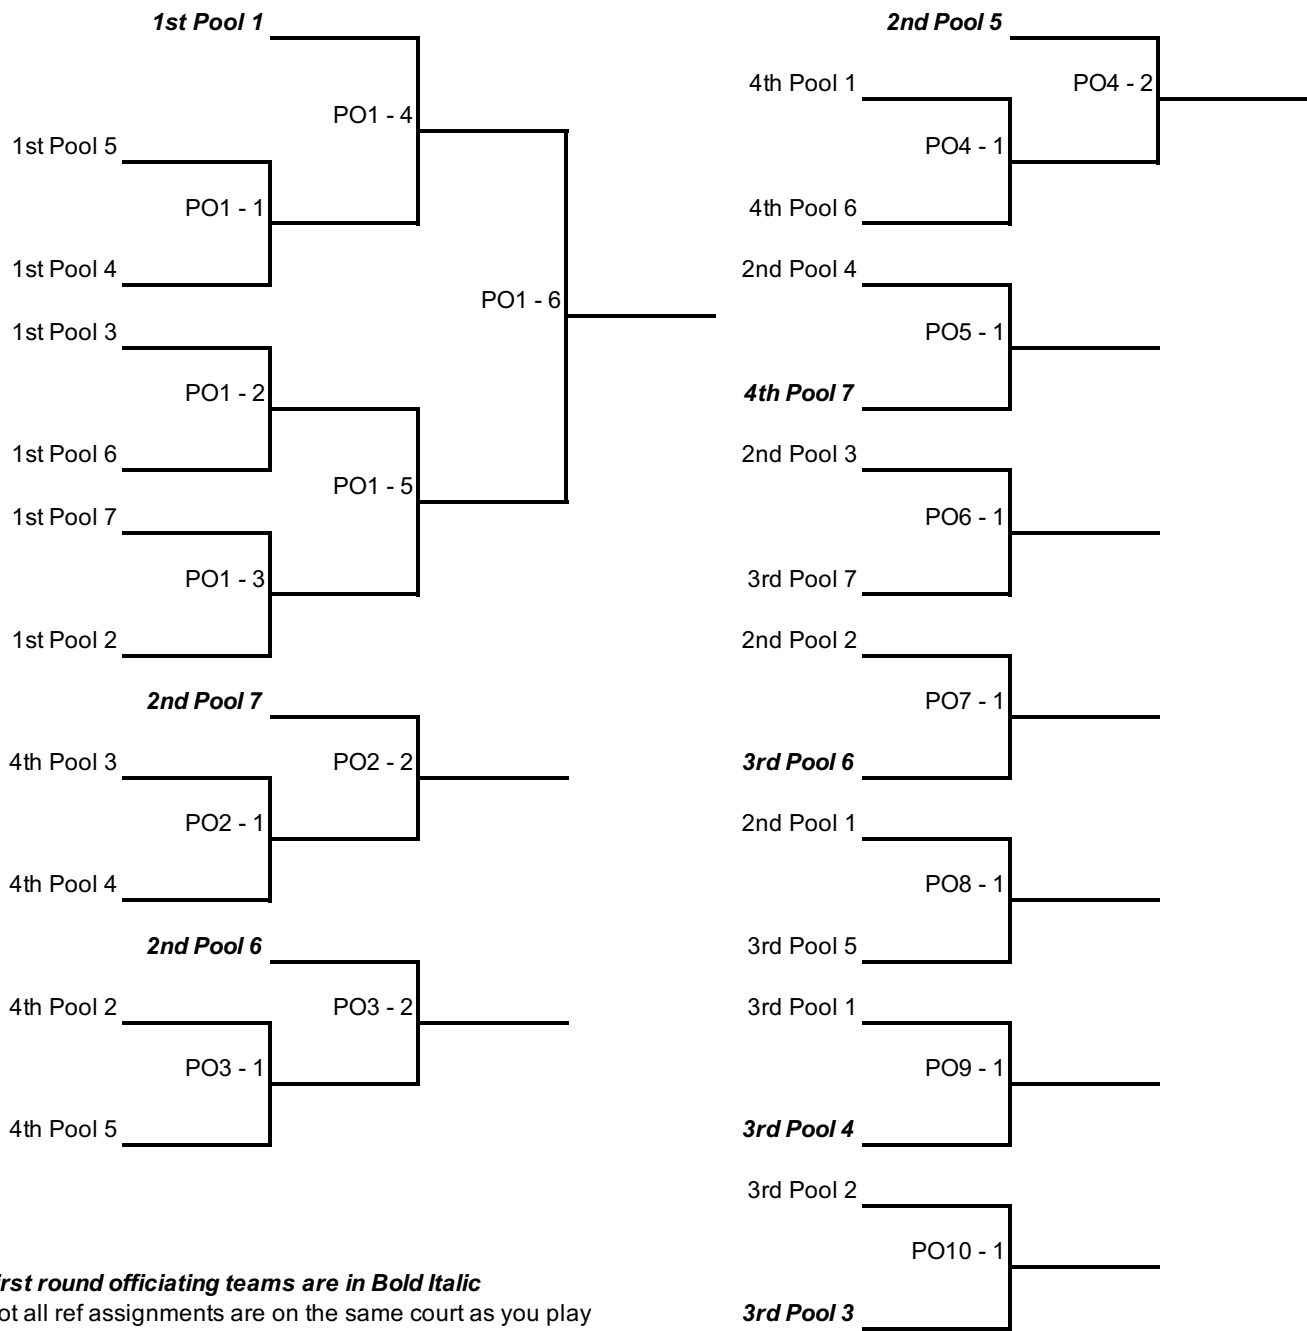 1st Pool 1
PO1 - 4
1st Pool 5
PO1 - 1
1st Pool 4
PO1 - 6
1st Pool 3
PO1 - 2
1st Pool 6
PO1 - 5
1st Pool 7
PO1 - 3
1st Pool 2
2nd Pool 7
4th Pool 3
PO2 - 2
PO2 - 1
4th Pool 4
2nd Pool 6
4th Pool 2
PO3 - 2
PO3 - 1
4th Pool 5
irst round officiating teams are in Bold Italic
ot all ref assignments are on the same court as you play
2nd Pool 5
4th Pool 1
PO4 - 2
PO4 - 1
4th Pool 6
2nd Pool 4
PO5 - 1
4th Pool 7
2nd Pool 3
PO6 - 1
3rd Pool 7
2nd Pool 2
PO7 - 1
3rd Pool 6
2nd Pool 1
PO8 - 1
3rd Pool 5
3rd Pool 1
PO9 - 1
3rd Pool 4
3rd Pool 2
PO10 - 1
3rd Pool 3